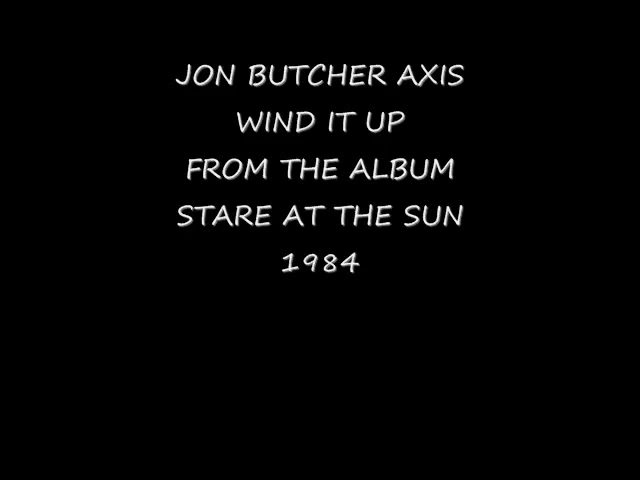 JON BUTCHER AXIS
WIND IT UP
FROM THE ALBUM
STARE AT THE SUN
1984